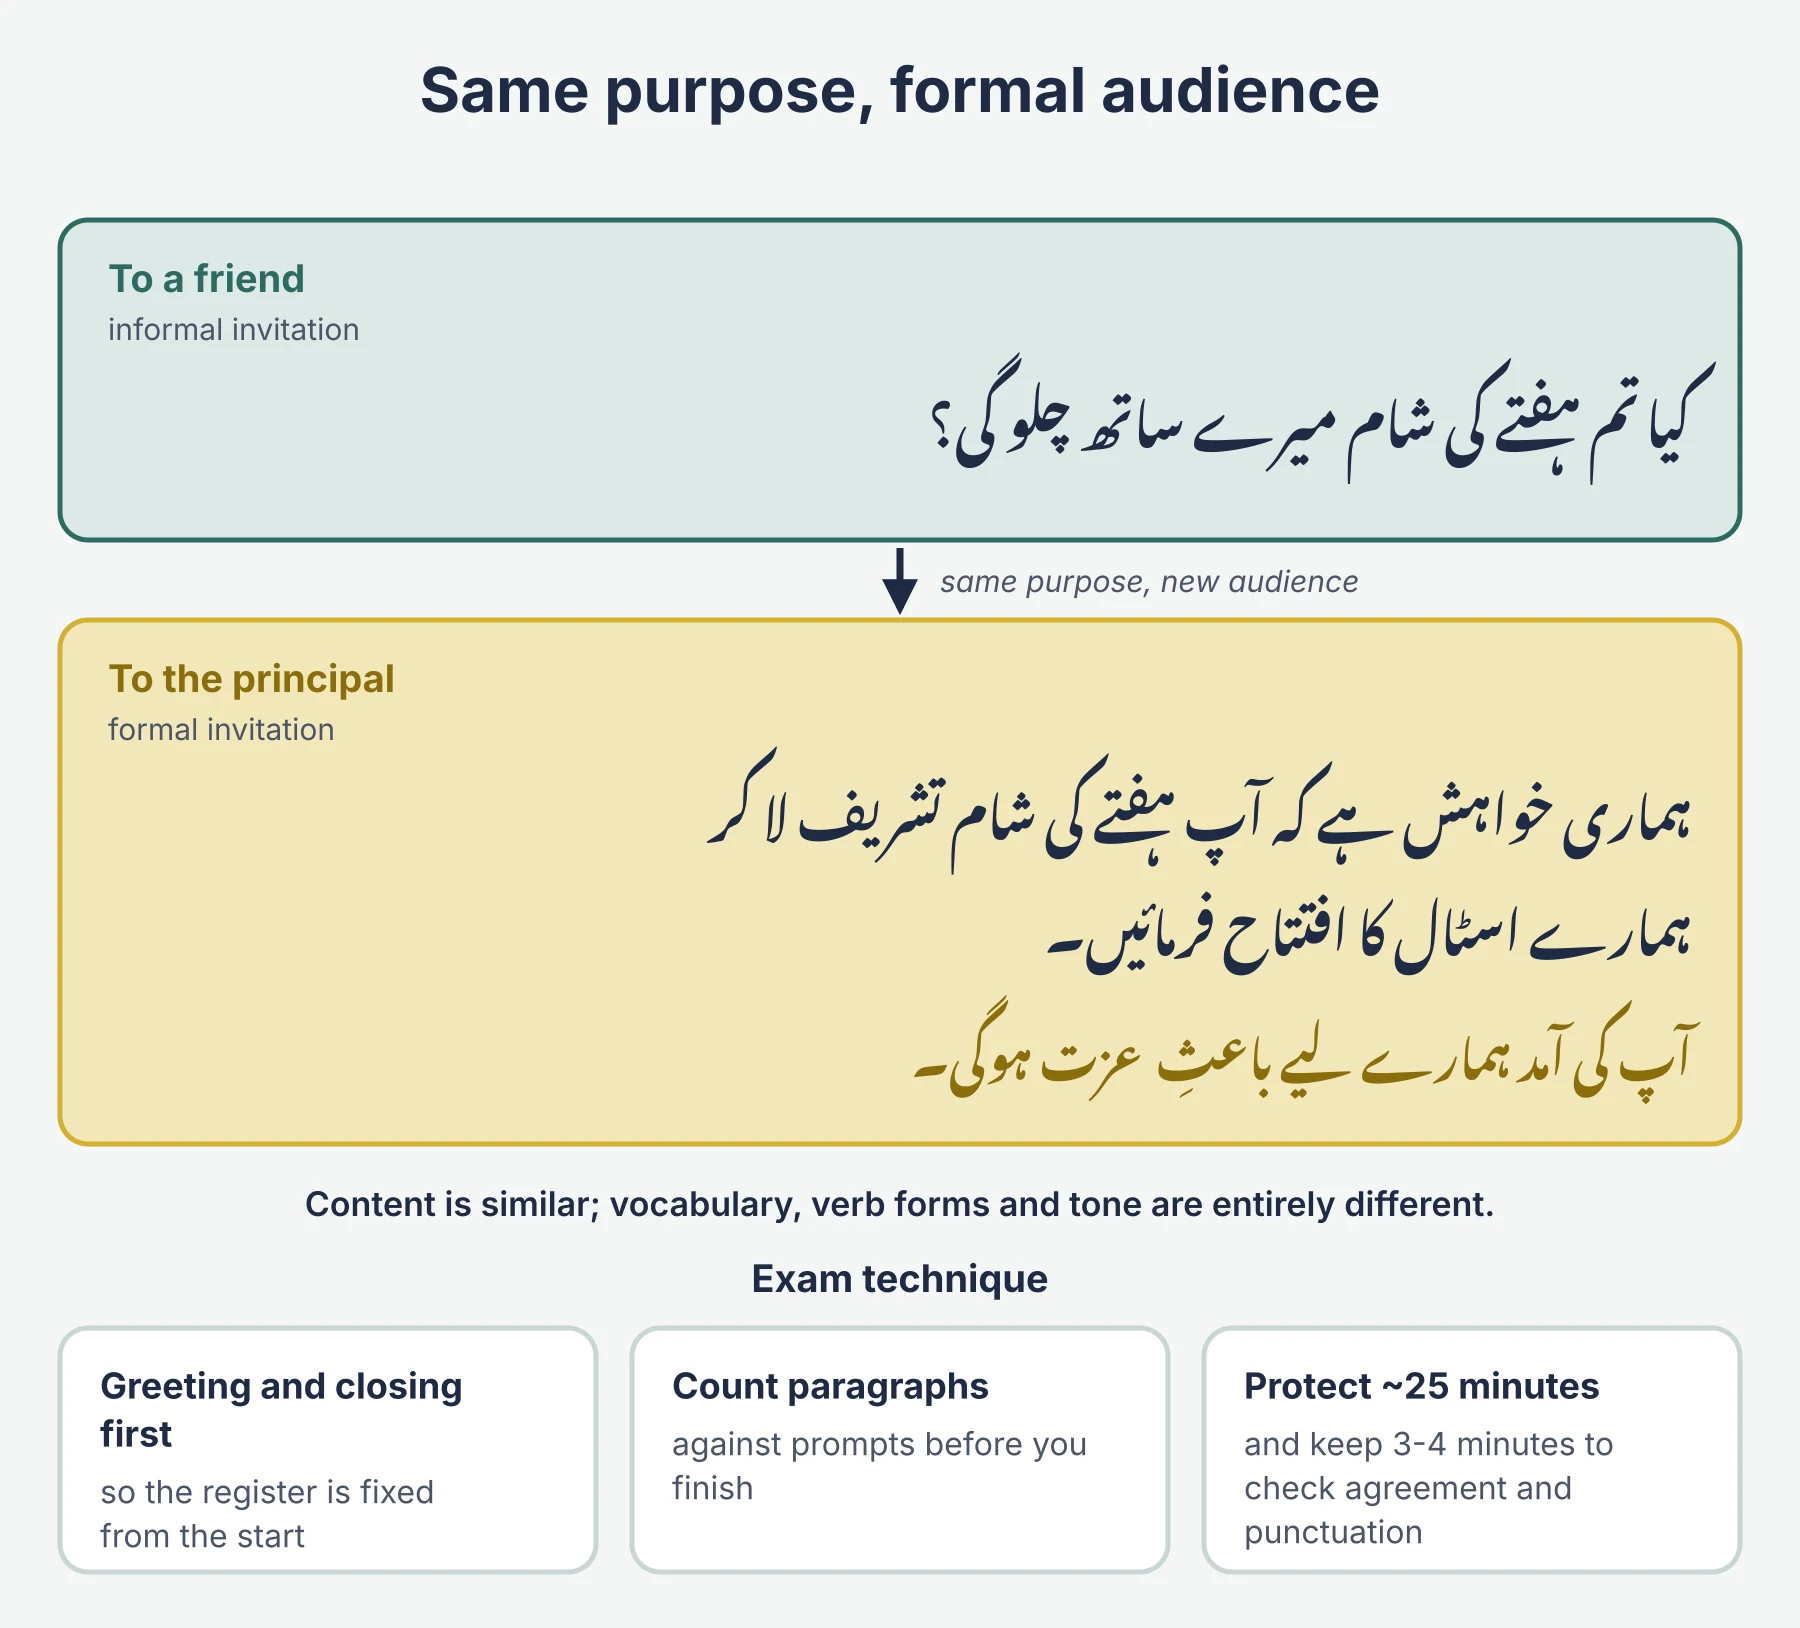 Same purpose, formal audience
To a friend
informal invitation
کیا تم ہفتے کی شام میرے ساتھ چلو گی؟
same purpose, new audience
To the principal
formal invitation
ہماری خواہش ہے کہ آپ ہفتے کی شام تشریف لا کر
ہمارے اسٹال کا افتتاح فرمائیں۔
آپ کی آمد ہمارے لیے باعثِ عزت ہوگی۔
Content is similar; vocabulary, verb forms and tone are entirely different.
Exam technique
Greeting and closing
first
so the register is fixed
from the start
Count paragraphs
against prompts before you
finish
Protect ~25 minutes
and keep 3-4 minutes to
check agreement and
punctuation